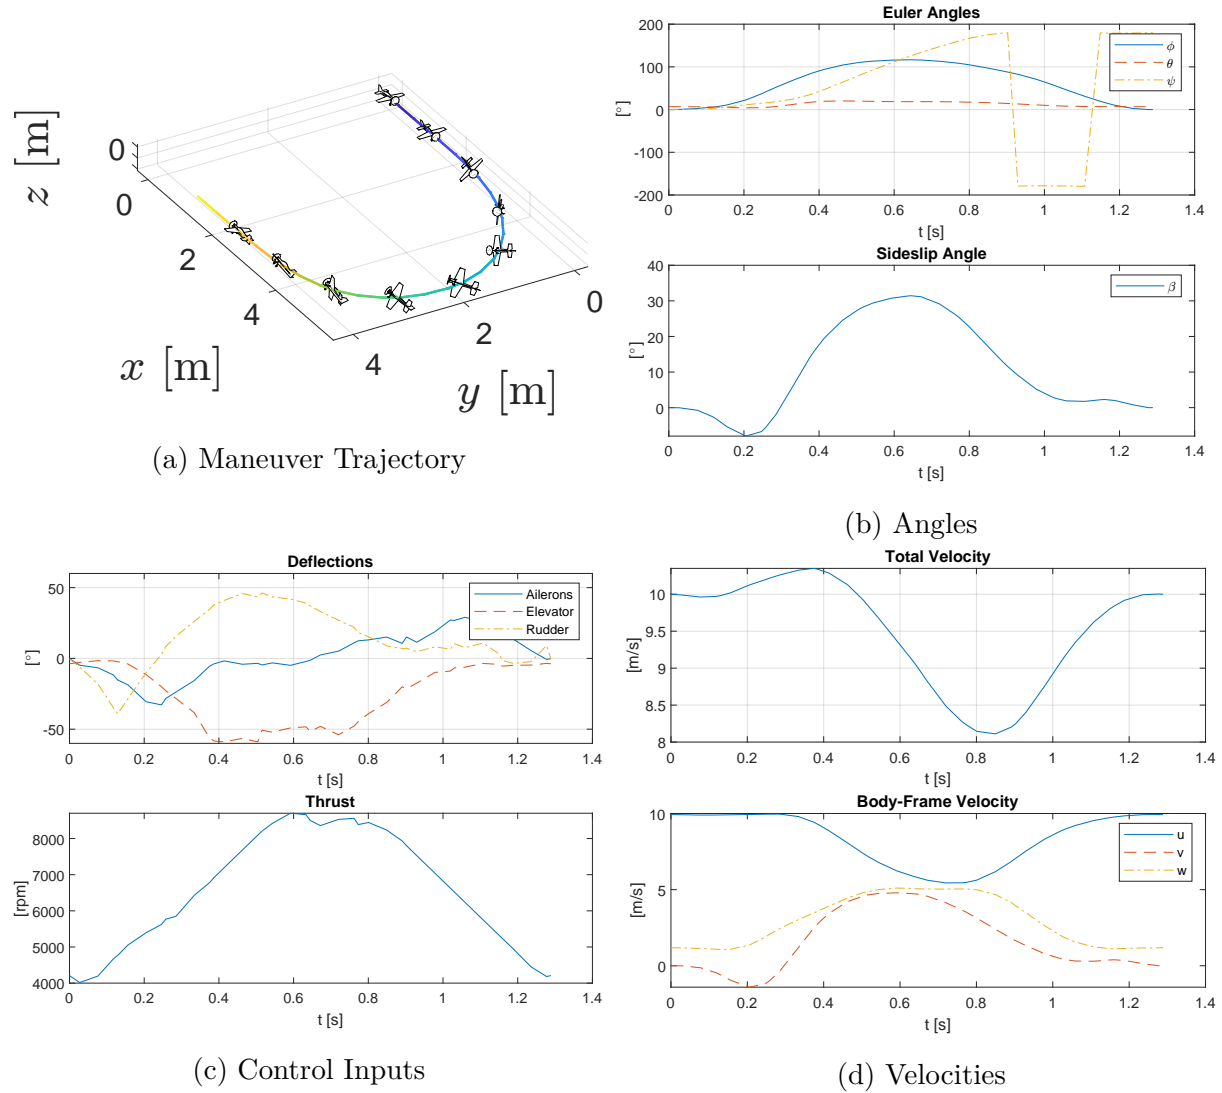 z [m]
0
0
2
4
x [m]
4
2
0
y [m]
(a) Maneuver Trajectory
Euler Angles
200
100
0
-100
-200
[°]
ϕ
θ
ψ
0 0.2 0.4 0.6 0.8 1 1.2 1.4
t [s]
Sideslip Angle
40
30
20
10
0
[°]
β
0 0.2 0.4 0.6 0.8 1 1.2 1.4
t [s]
(b) Angles
Deflections
50
0
-50
[°]
Ailerons
Elevator
Rudder
0 0.2 0.4 0.6 0.8 1 1.2 1.4
t [s]
Thrust
8000
7000
6000
5000
4000
[rpm]
0 0.2 0.4 0.6 0.8 1 1.2 1.4
t [s]
(c) Control Inputs
Total Velocity
10
9.5
9
8.5
8
[m/s]
0 0.2 0.4 0.6 0.8 1 1.2 1.4
t [s]
Body-Frame Velocity
10
5
0
[m/s]
u
v
w
0 0.2 0.4 0.6 0.8 1 1.2 1.4
t [s]
(d) Velocities